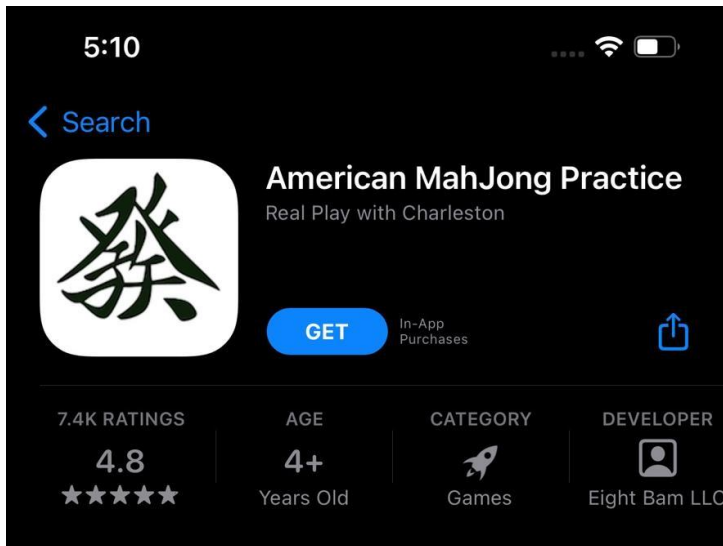 5:10
Search
發
American MahJong Practice
Real Play with Charleston
GET
In-App
Purchases
7.4K RATINGS
4.8
AGE
4+
Years Old
CATEGORY
Games
DEVELOPER
Eight Bam LLC